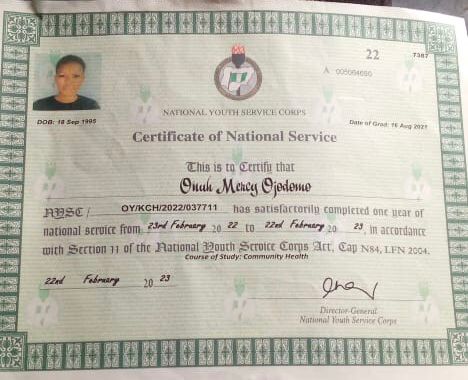 22 7387
A 005064690
NATIONAL YOUTH SERVICE CORPS
DOB: 18 Sep 1995
Date of Grad: 16 Aug 2021
Certificate of National Service
This is to Certify that
Onuh Mercy Ojodomo
NYSC/ OY/KCH/2022/037711 has satisfactorily completed one year of
national service from 23rd February 20 22 to 22nd February 20 23, in accordance
with Section 11 of the National Youth Service Corps Act, Cap N84, LFN 2004.
Course of Study: Community Health
22nd February 20 23
Director-General
National Youth Service Corps